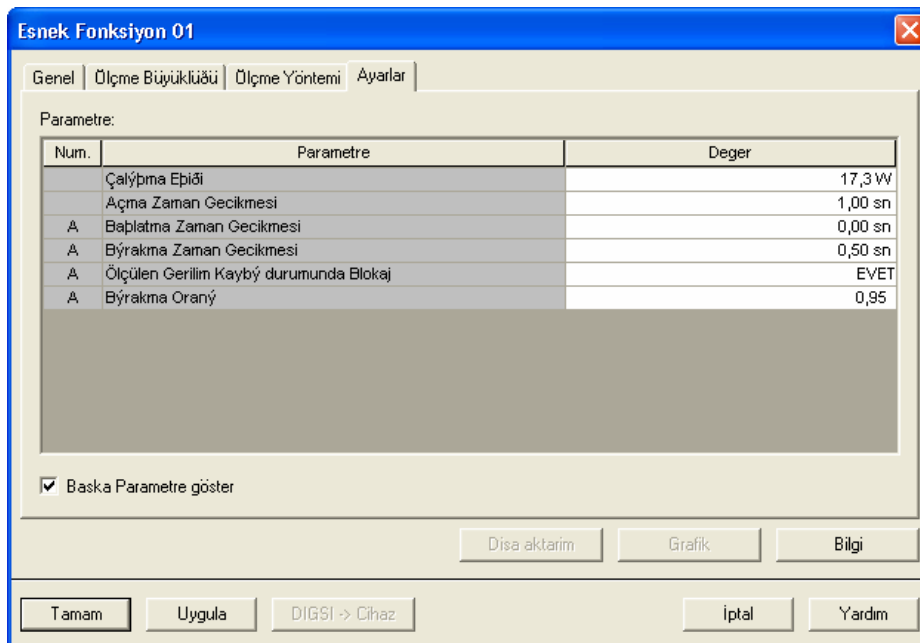 Esnek Fonksiyon 01
Genel Ölçme Büyüklüðü Ölçme Yöntemi Ayarlar
Parametre:
Num. Parametre Deger
Çalýþma Eþiði 17,3 W
Açma Zaman Gecikmesi 1,00 sn
A Baþlatma Zaman Gecikmesi 0,00 sn
A Býrakma Zaman Gecikmesi 0,50 sn
A Ölçülen Gerilim Kaybý durumunda Blokaj EVET
A Býrakma Oraný 0,95
Baska Parametre göster
Disa aktarim Grafik Bilgi
Tamam Uygula DIGSI -> Cihaz İptal Yardım